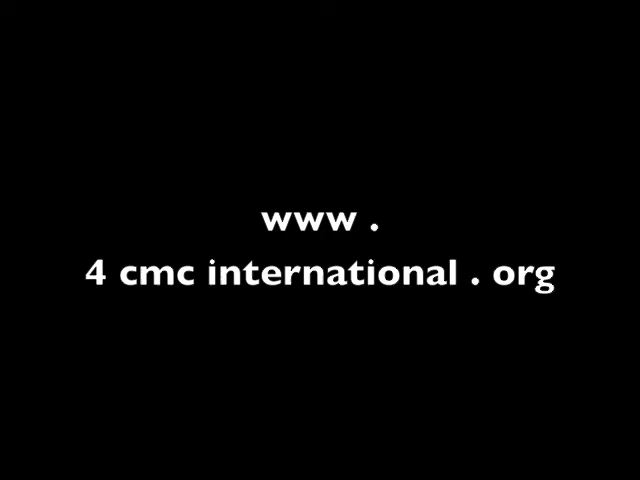 www .
4 cmc international . org